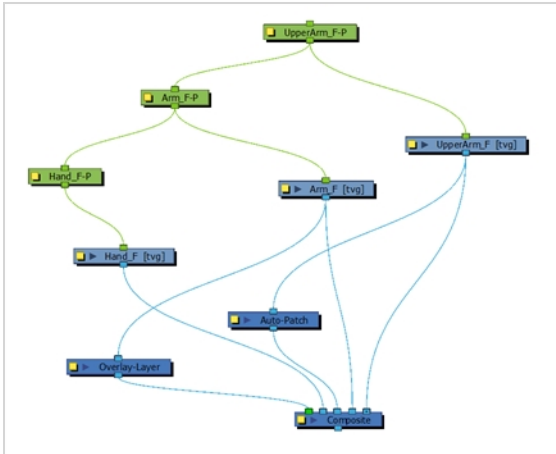 UpperArm_F-P
Arm_F-P
UpperArm_F [tvg]
Hand_F-P
Arm_F [tvg]
Hand_F [tvg]
Auto-Patch
Overlay-Layer
Composite